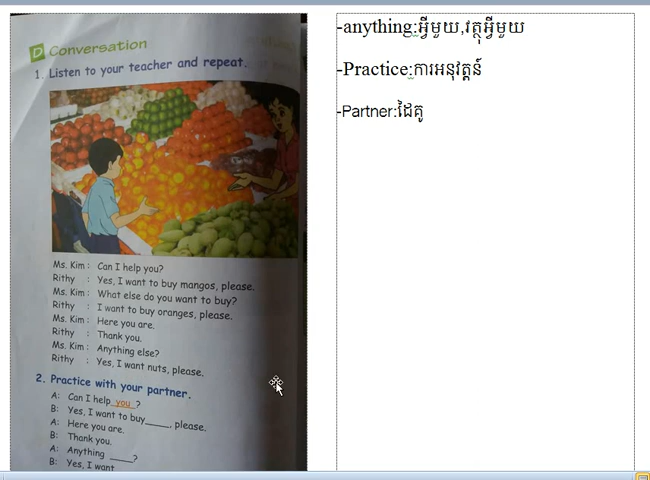 D Conversation
1. Listen to your teacher and repeat.
Ms. Kim : Can I help you?
Rithy : Yes, I want to buy mangos, please.
Ms. Kim : What else do you want to buy?
Rithy : I want to buy oranges, please.
Ms. Kim : Here you are.
Rithy : Thank you.
Ms. Kim : Anything else?
Rithy : Yes, I want nuts, please.
2. Practice with your partner.
A: Can I help you ?
B: Yes, I want to buy____, please.
A: Here you are.
B: Thank you.
A: Anything ____?
B: Yes, I want
-anything:អ្វីមួយ,វត្ថុអ្វីមួយ
-Practice:ការអនុវត្តន៍
-Partner:ដៃគូ